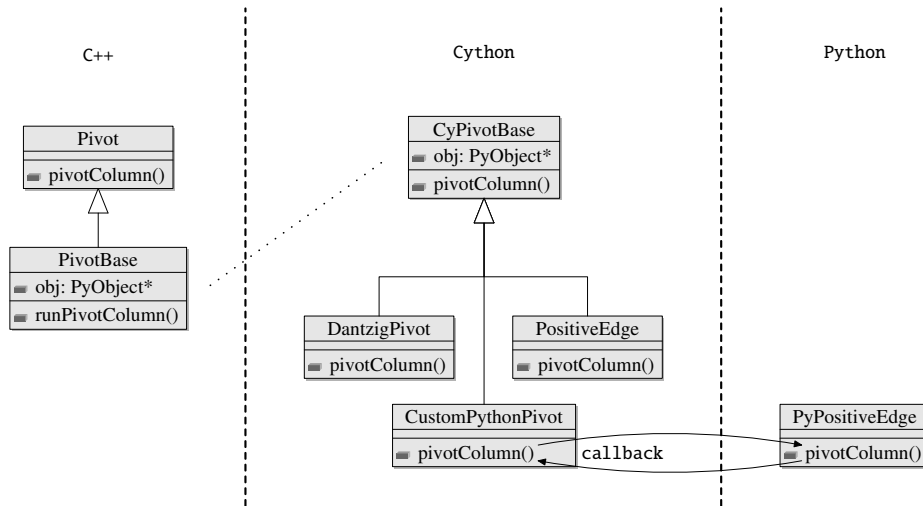 C++
Cython
Python
Pivot
pivotColumn()
PivotBase
obj: PyObject*
runPivotColumn()
CyPivotBase
obj: PyObject*
pivotColumn()
DantzigPivot
pivotColumn()
PositiveEdge
pivotColumn()
CustomPythonPivot
pivotColumn()
callback
PyPositiveEdge
pivotColumn()